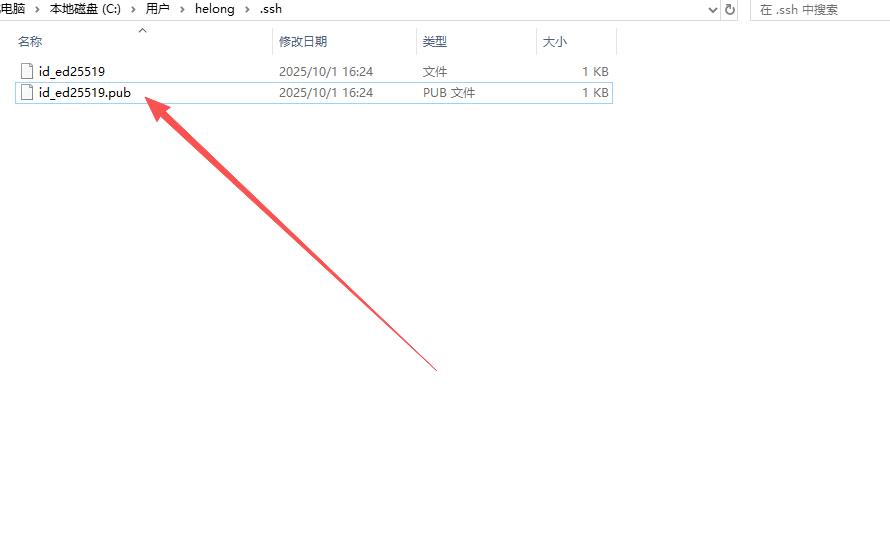 电脑 › 本地磁盘 (C:) › 用户 › helong › .ssh 在 .ssh 中搜索
名称 修改日期 类型 大小
id_ed25519 2025/10/1 16:24 文件 1 KB
id_ed25519.pub 2025/10/1 16:24 PUB 文件 1 KB